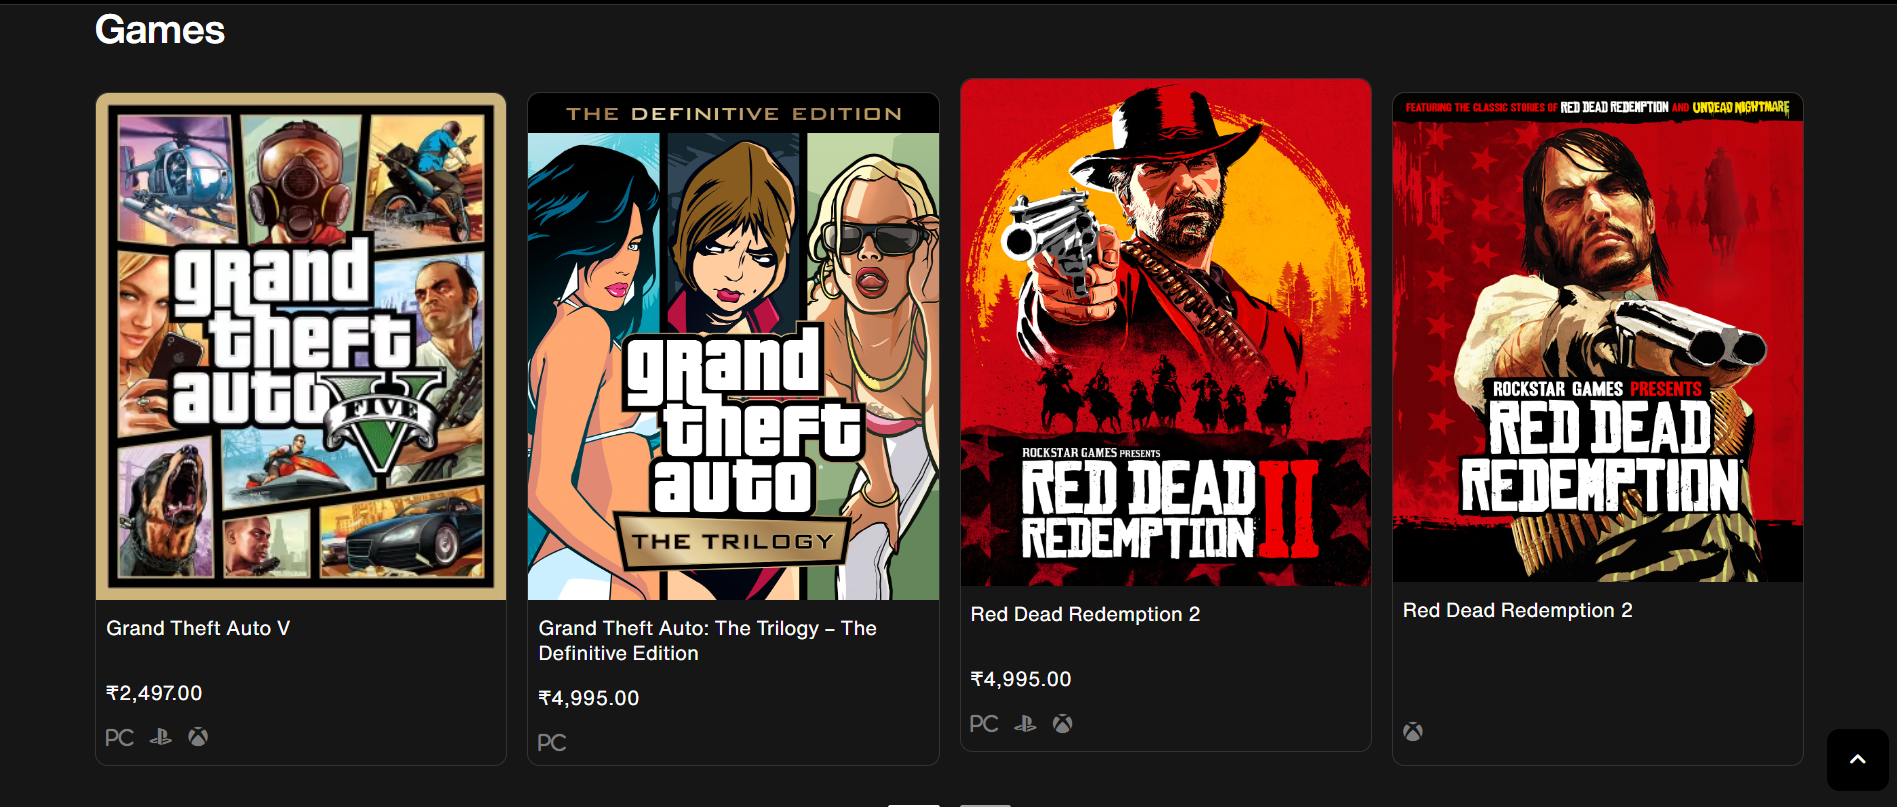 Games
grand
theft
auto V
FIVE
Grand Theft Auto V
₹2,497.00
PC
THE DEFINITIVE EDITION
grand
theft
auto
THE TRILOGY
Grand Theft Auto: The Trilogy – The
Definitive Edition
₹4,995.00
PC
ROCKSTAR GAMES PRESENTS
RED DEAD
REDEMPTION II
Red Dead Redemption 2
₹4,995.00
PC
FEATURING THE CLASSIC STORIES OF RED DEAD REDEMPTION AND UNDEAD NIGHTMARE
ROCKSTAR GAMES PRESENTS
RED DEAD
REDEMPTION
Red Dead Redemption 2